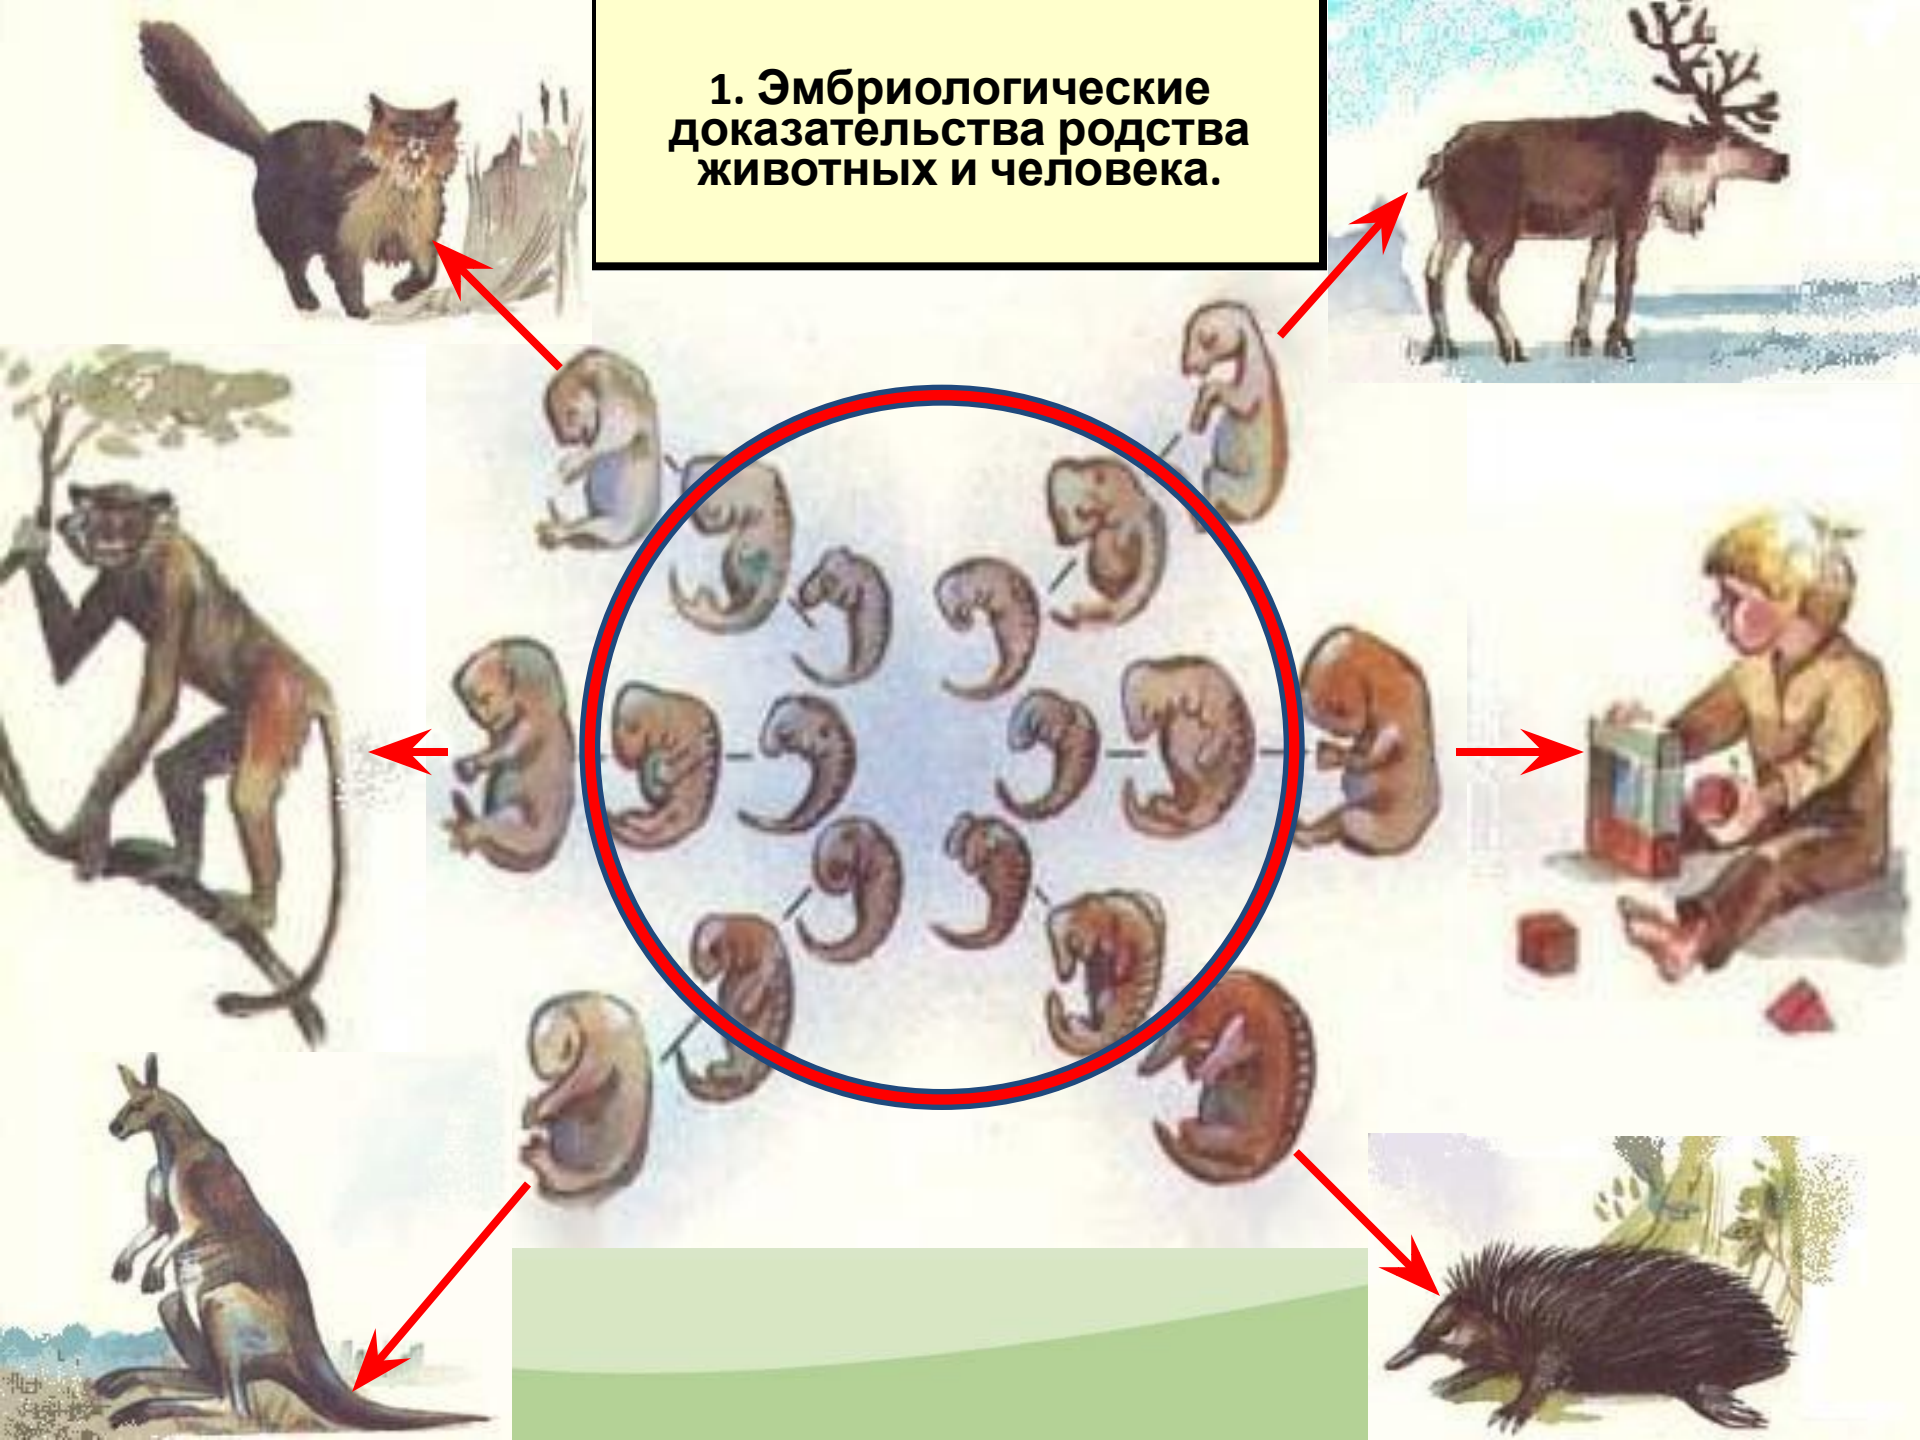 1. Эмбриологические
доказательства родства
животных и человека.